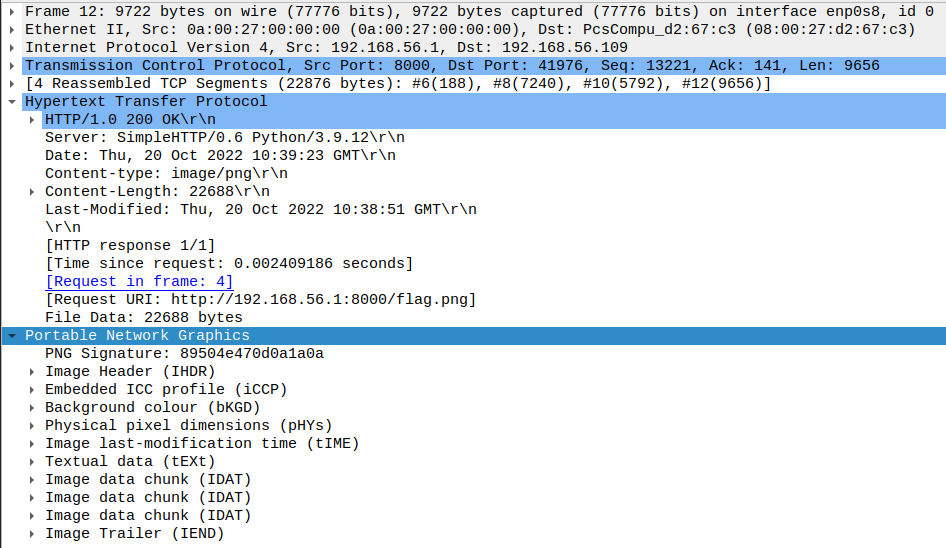 Frame 12: 9722 bytes on wire (77776 bits), 9722 bytes captured (77776 bits) on interface enp0s8, id 0
Ethernet II, Src: 0a:00:27:00:00:00 (0a:00:27:00:00:00), Dst: PcsCompu_d2:67:c3 (08:00:27:d2:67:c3)
Internet Protocol Version 4, Src: 192.168.56.1, Dst: 192.168.56.109
Transmission Control Protocol, Src Port: 8000, Dst Port: 41976, Seq: 13221, Ack: 141, Len: 9656
[4 Reassembled TCP Segments (22876 bytes): #6(188), #8(7240), #10(5792), #12(9656)]
Hypertext Transfer Protocol
HTTP/1.0 200 OK\r\n
Server: SimpleHTTP/0.6 Python/3.9.12\r\n
Date: Thu, 20 Oct 2022 10:39:23 GMT\r\n
Content-type: image/png\r\n
Content-Length: 22688\r\n
Last-Modified: Thu, 20 Oct 2022 10:38:51 GMT\r\n
\r\n
[HTTP response 1/1]
[Time since request: 0.002409186 seconds]
[Request in frame: 4]
[Request URI: http://192.168.56.1:8000/flag.png]
File Data: 22688 bytes
Portable Network Graphics
PNG Signature: 89504e470d0a1a0a
Image Header (IHDR)
Embedded ICC profile (iCCP)
Background colour (bKGD)
Physical pixel dimensions (pHYs)
Image last-modification time (tIME)
Textual data (tEXt)
Image data chunk (IDAT)
Image data chunk (IDAT)
Image data chunk (IDAT)
Image Trailer (IEND)